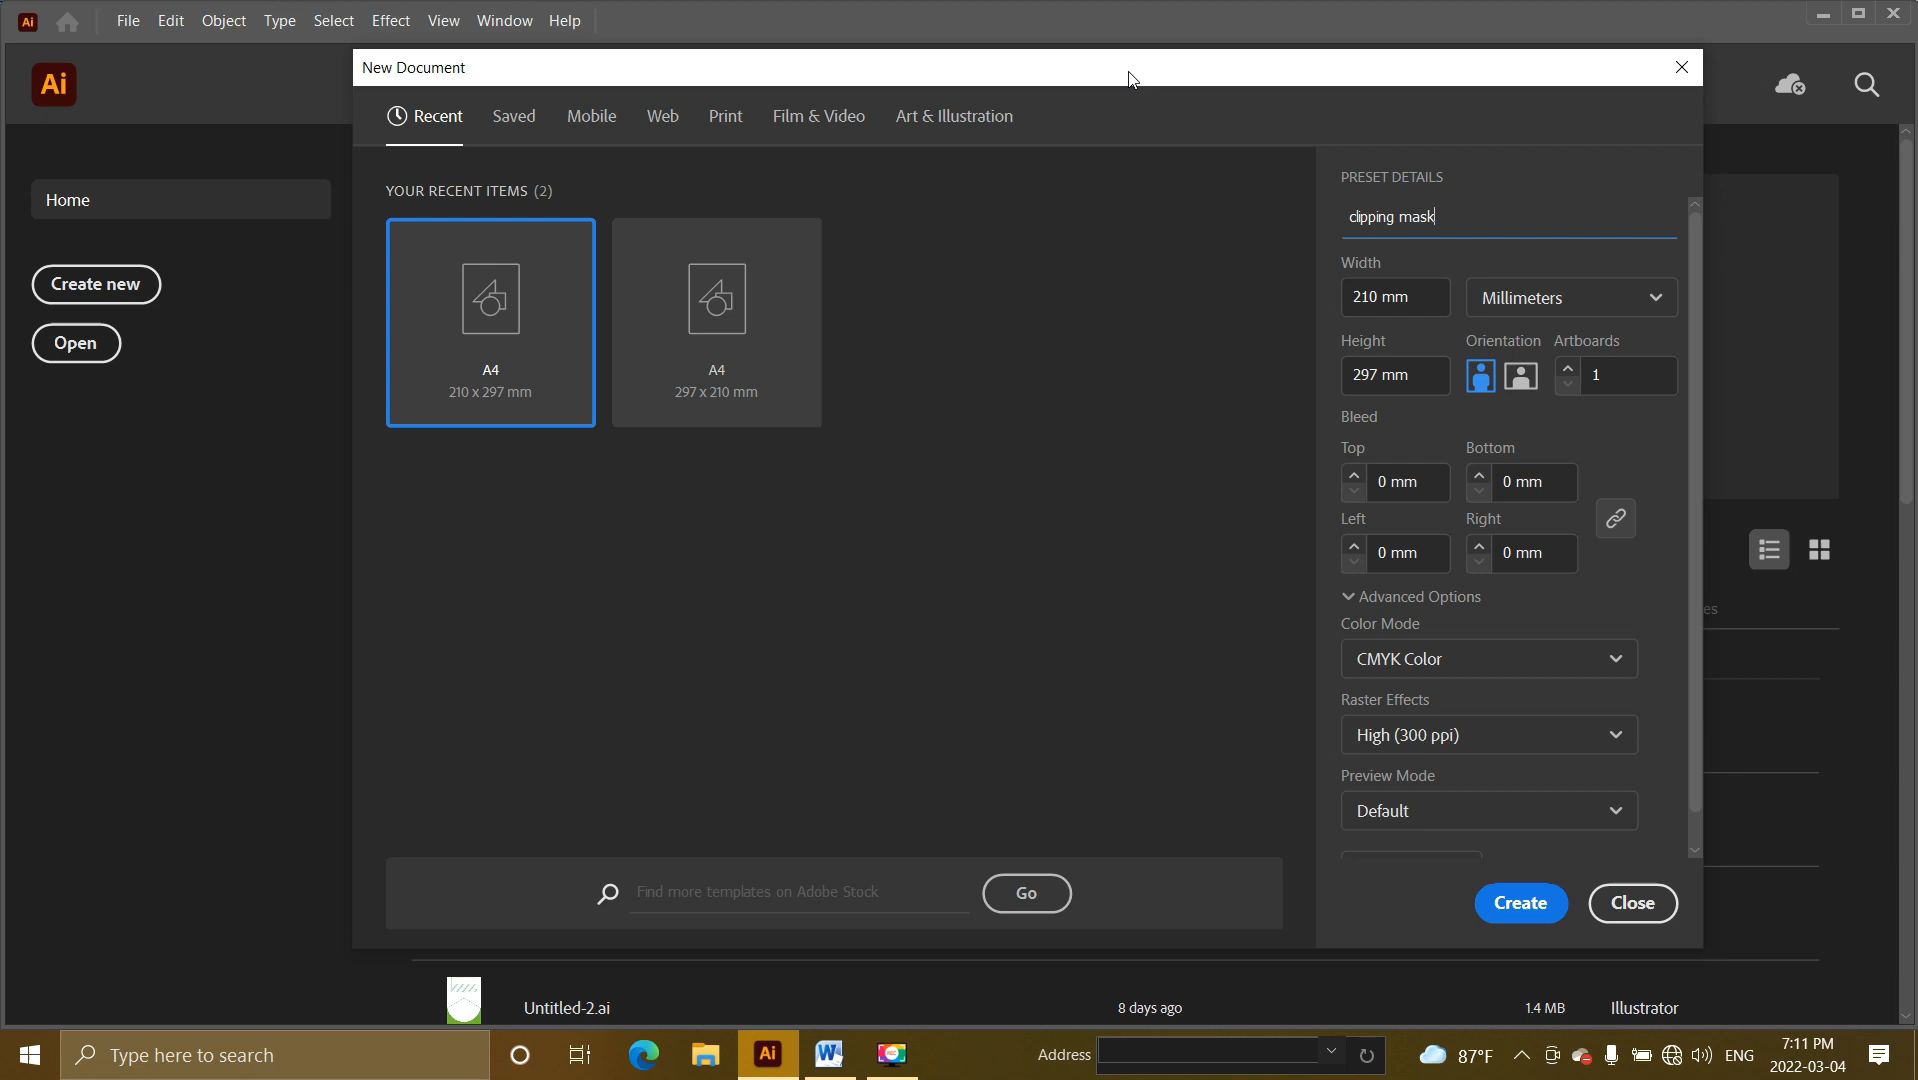 Ai File Edit Object Type Select Effect View Window Help
Ai
New Document
Recent Saved Mobile Web Print Film & Video Art & Illustration
Home
Create new
Open
YOUR RECENT ITEMS (2)
A4
210 x 297 mm
A4
297 x 210 mm
PRESET DETAILS
clipping mask
Width
210 mm Millimeters
Height Orientation Artboards
297 mm 1
Bleed
Top Bottom
0 mm 0 mm
Left Right
0 mm 0 mm
Advanced Options
Color Mode
CMYK Color
Raster Effects
High (300 ppi)
Preview Mode
Default
Find more templates on Adobe Stock Go
Create Close
Untitled-2.ai 8 days ago 1.4 MB Illustrator
Type here to search Ai W REC Address 87°F ENG 7:11 PM
2022-03-04